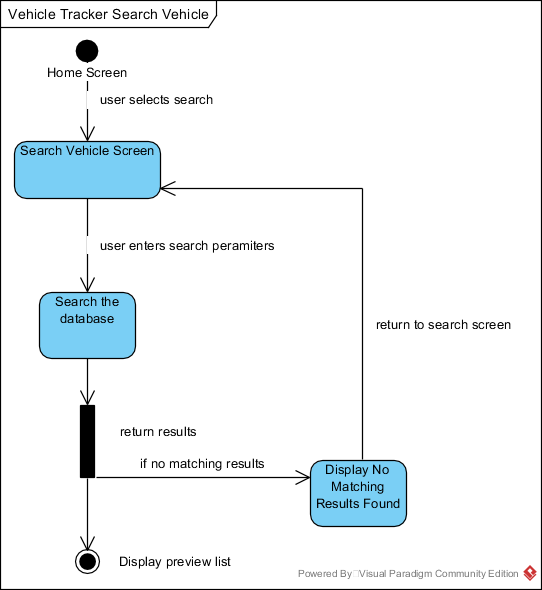 Vehicle Tracker Search Vehicle
Home Screen
user selects search
Search Vehicle Screen
user enters search peramiters
Search the
database
return to search screen
return results
if no matching results
Display No
Matching
Results Found
Display preview list
Powered By Visual Paradigm Community Edition